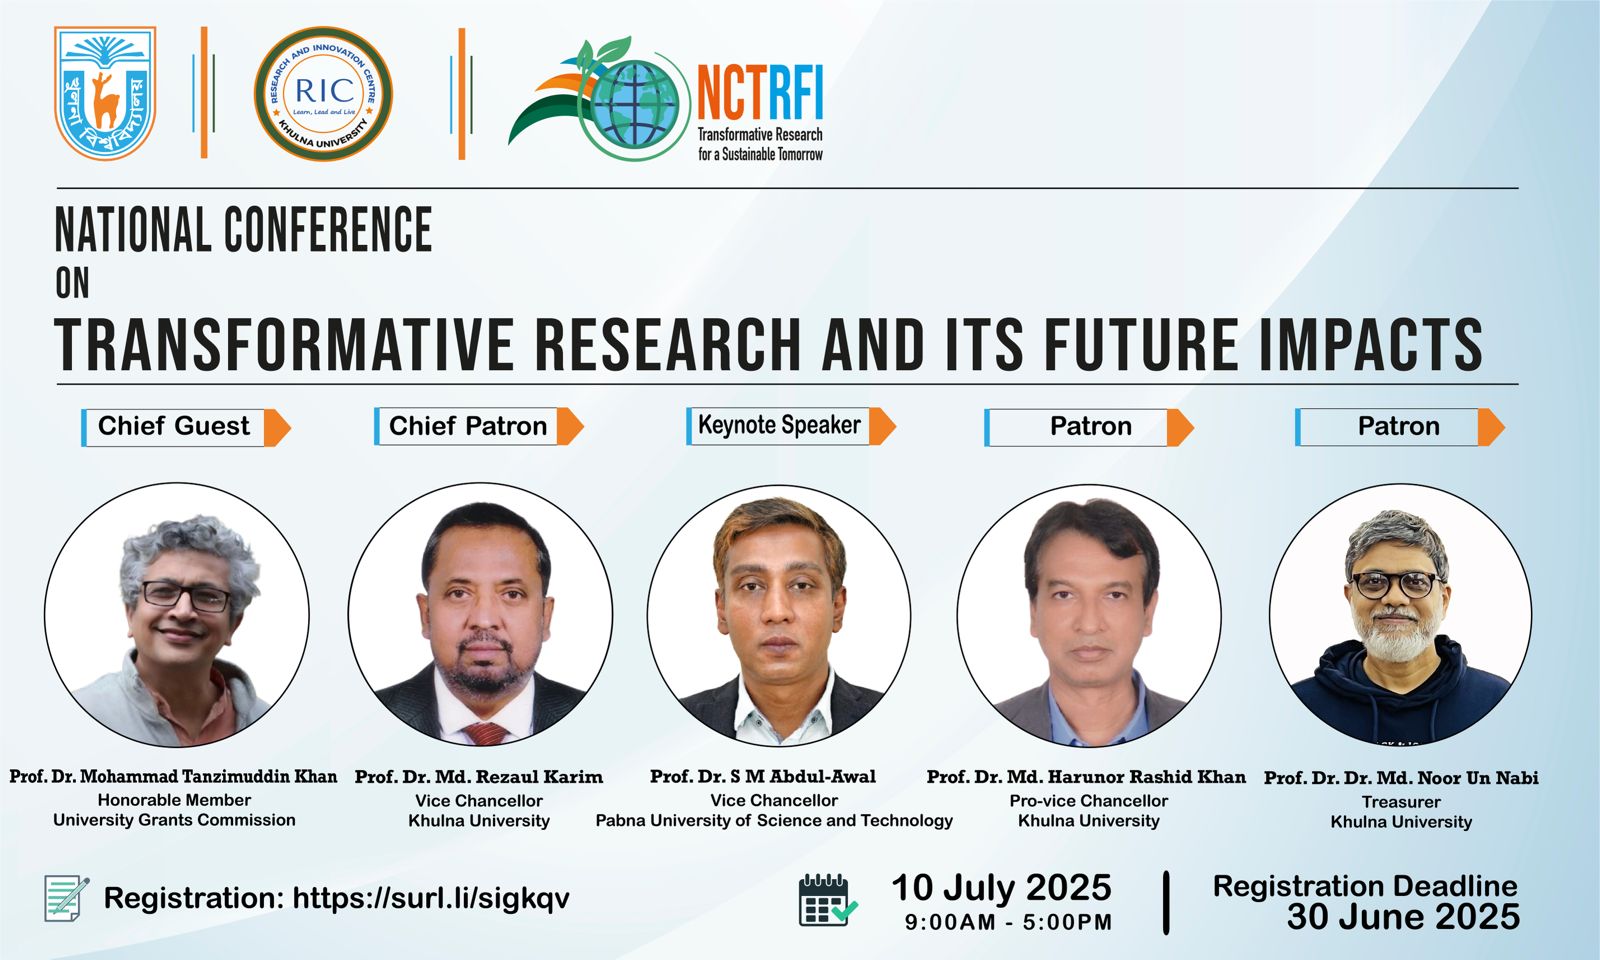 খুলনা বিশ্ববিদ্যালয়
RESEARCH AND INNOVATION CENTRE
RIC
Learn, Lead and Live
KHULNA UNIVERSITY
NCTRFI
Transformative Research
for a Sustainable Tomorrow
NATIONAL CONFERENCE
ON
TRANSFORMATIVE RESEARCH AND ITS FUTURE IMPACTS
Chief Guest
Chief Patron
Keynote Speaker
Patron
Patron
Prof. Dr. Mohammad Tanzimuddin Khan
Honorable Member
University Grants Commission
Prof. Dr. Md. Rezaul Karim
Vice Chancellor
Khulna University
Prof. Dr. S M Abdul-Awal
Vice Chancellor
Pabna University of Science and Technology
Prof. Dr. Md. Harunor Rashid Khan
Pro-vice Chancellor
Khulna University
Prof. Dr. Dr. Md. Noor Un Nabi
Treasurer
Khulna University
Registration: https://surl.li/sigkqv
10 July 2025
9:00AM - 5:00PM
Registration Deadline
30 June 2025